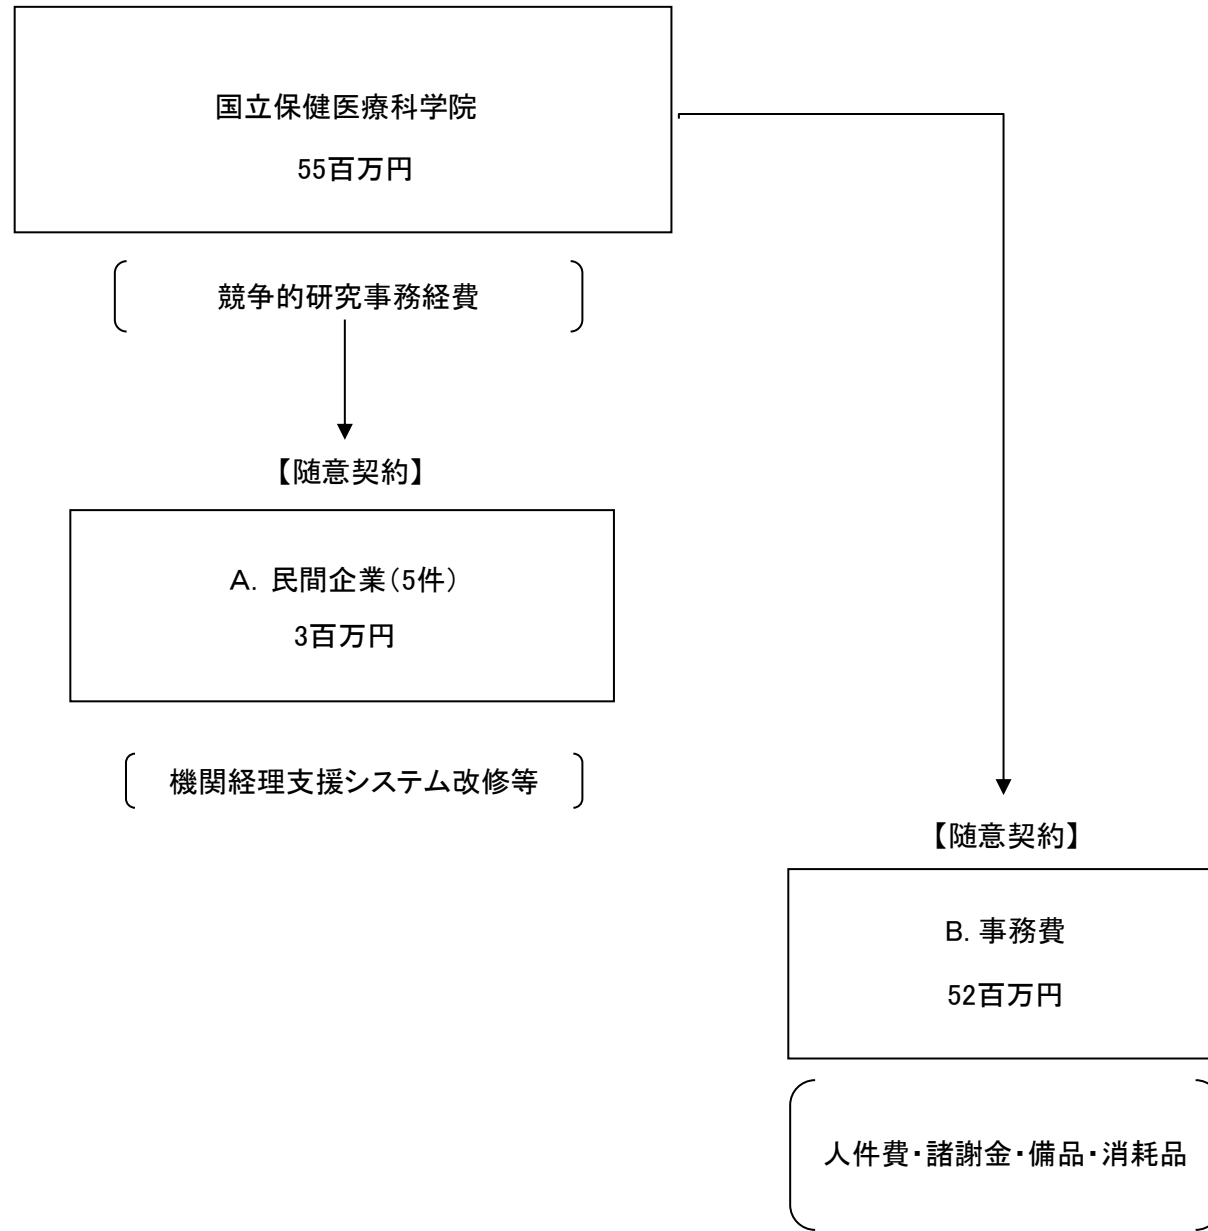 国立保健医療科学院
55百万円
競争的研究事務経費
【随意契約】
A. 民間企業(5件)
3百万円
機関経理支援システム改修等
【随意契約】
B. 事務費
52百万円
人件費・諸謝金・備品・消耗品